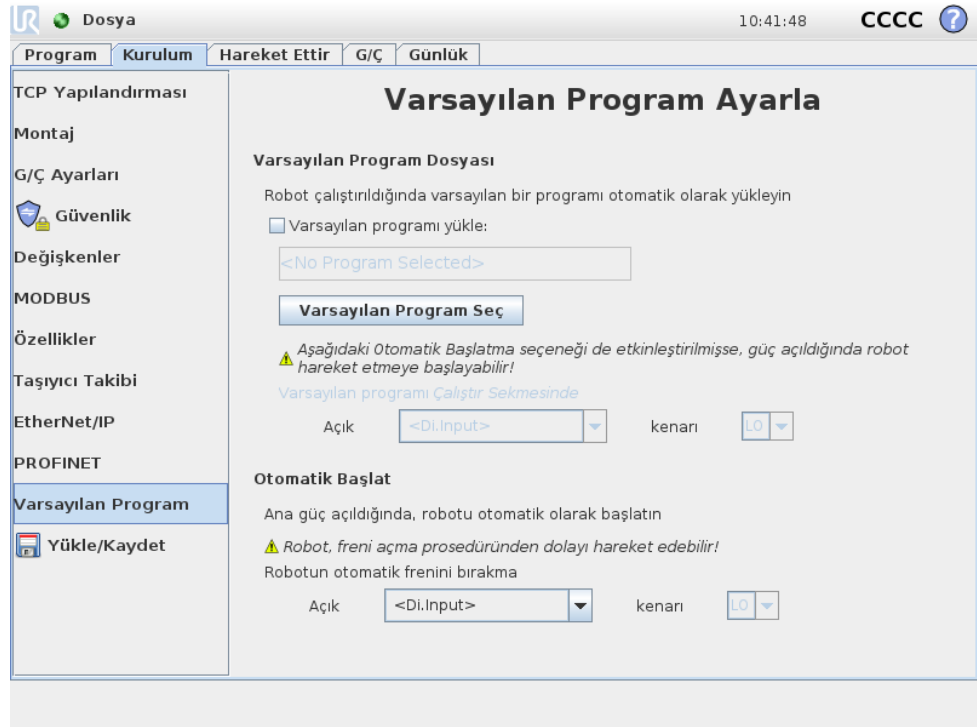 UR Dosya 10:41:48 CCCC ?
Program Kurulum Hareket Ettir G/Ç Günlük
TCP Yapılandırması
Montaj
G/Ç Ayarları
Güvenlik
Değişkenler
MODBUS
Özellikler
Taşıyıcı Takibi
EtherNet/IP
PROFINET
Varsayılan Program
Yükle/Kaydet
Varsayılan Program Ayarla
Varsayılan Program Dosyası
Robot çalıştırıldığında varsayılan bir programı otomatik olarak yükleyin
Varsayılan programı yükle:
<No Program Selected>
Varsayılan Program Seç
Aşağıdaki Otomatik Başlatma seçeneği de etkinleştirilmişse, güç açıldığında robot
hareket etmeye başlayabilir!
Varsayılan programı Çalıştır Sekmesinde
Açık <Di.Input> kenarı LO
Otomatik Başlat
Ana güç açıldığında, robotu otomatik olarak başlatın
Robot, freni açma prosedüründen dolayı hareket edebilir!
Robotun otomatik frenini bırakma
Açık <Di.Input> kenarı LO